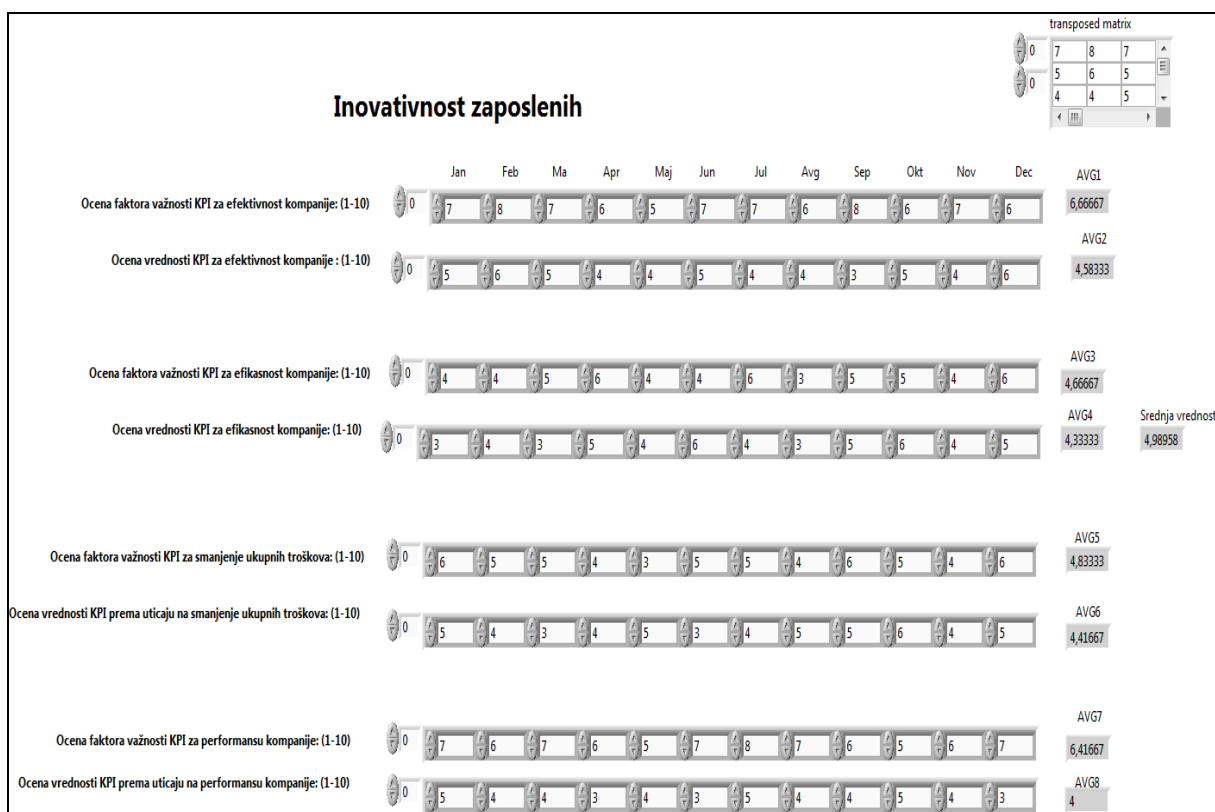 transposed matrix
0 7 8 7
0 5 6 5
4 4 5
Inovativnost zaposlenih
Jan Feb Ma Apr Maj Jun Jul Avg Sep Okt Nov Dec AVG1
Ocena faktora važnosti KPI za efektivnost kompanije: (1-10) 0 7 8 7 6 5 7 7 6 8 6 7 6 6,66667
AVG2
Ocena vrednosti KPI za efektivnost kompanije : (1-10) 0 5 6 5 4 4 5 4 4 3 5 4 6 4,58333
AVG3
Ocena faktora važnosti KPI za efikasnost kompanije: (1-10) 0 4 4 5 6 4 4 6 3 5 5 4 6 4,66667
AVG4 Srednja vrednost
Ocena vrednosti KPI za efikasnost kompanije: (1-10) 0 3 4 3 5 4 6 4 3 5 6 4 5 4,33333 4,98958
AVG5
Ocena faktora važnosti KPI za smanjenje ukupnih troškova: (1-10) 0 6 5 5 4 3 5 5 4 6 5 4 6 4,83333
AVG6
Ocena vrednosti KPI prema uticaju na smanjenje ukupnih troškova: (1-10) 0 5 4 3 4 5 3 4 5 5 6 4 5 4,41667
AVG7
Ocena faktora važnosti KPI za performansu kompanije: (1-10) 0 7 6 7 6 5 7 8 7 6 5 6 7 6,41667
AVG8
Ocena vrednosti KPI prema uticaju na performansu kompanije: (1-10) 0 5 4 4 3 4 3 5 4 4 5 4 3 4